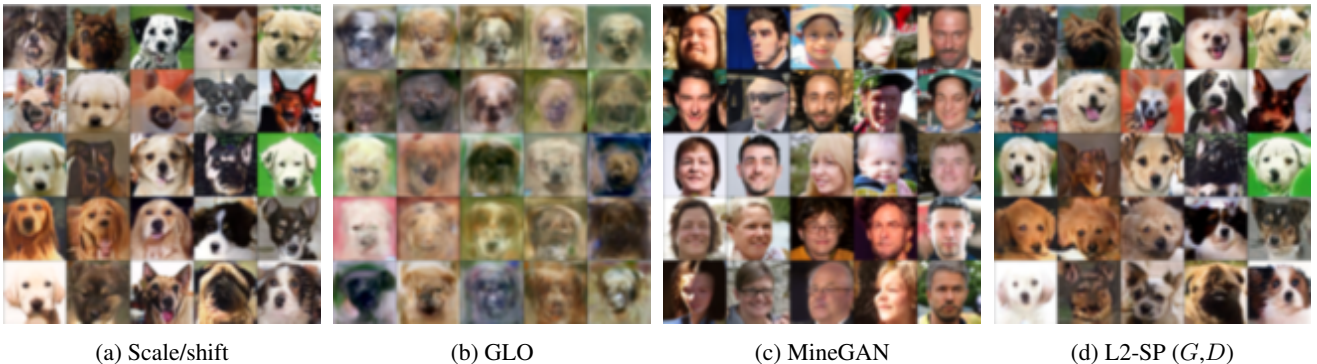 (a) Scale/shift
(b) GLO
(c) MineGAN
(d) L2-SP (G,D)